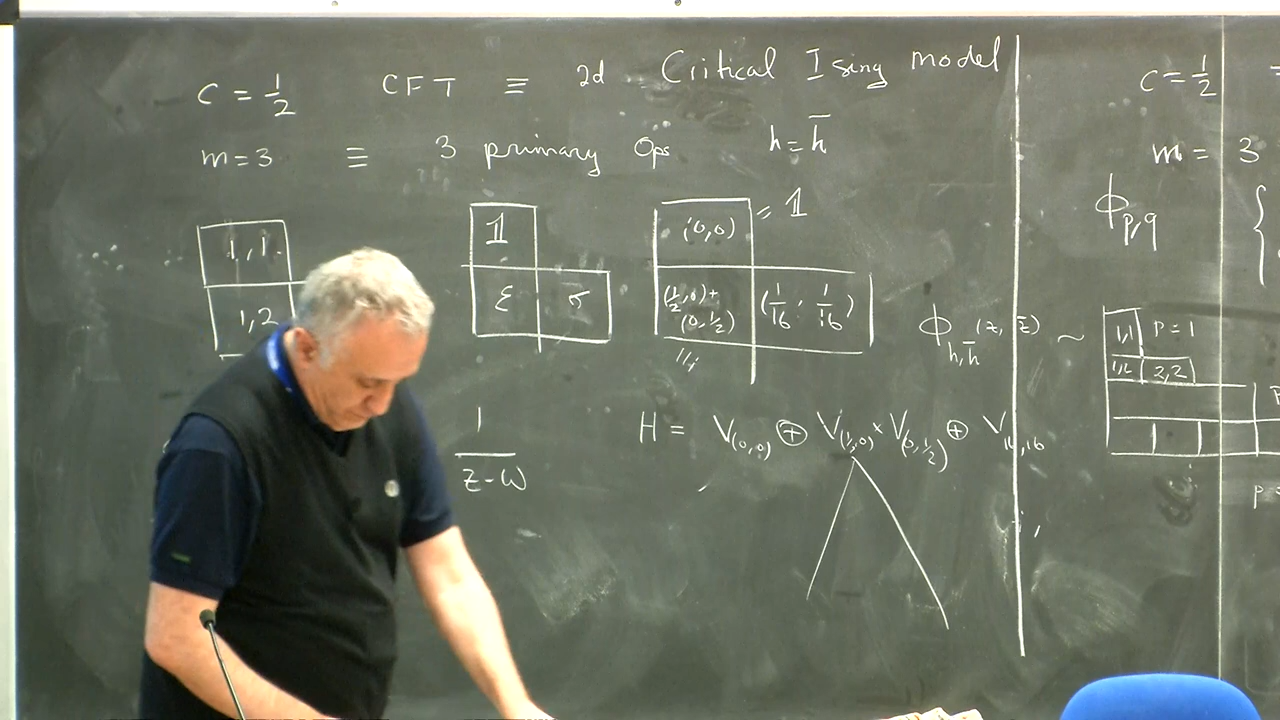 C = 1/2 CFT ≡ 2d Critical Ising model
m = 3 ≡ 3 primary Ops h = h̄
1,1
1,2
𝟙
ε σ
(0,0) = 𝟙
(1/2,0) + (0,1/2) (1/16 ; 1/16)
ϕ_{h,h̄}(z, z̄) ~
1/(z-ω)
H = V_(0,0) ⊕ V_(1/2,0) × V_(0,1/2) ⊕ V_{16,16}
C = 1/2 =
m = 3
ϕ_{p,q} {
1,1 p = 1
1,2 2,2
p=